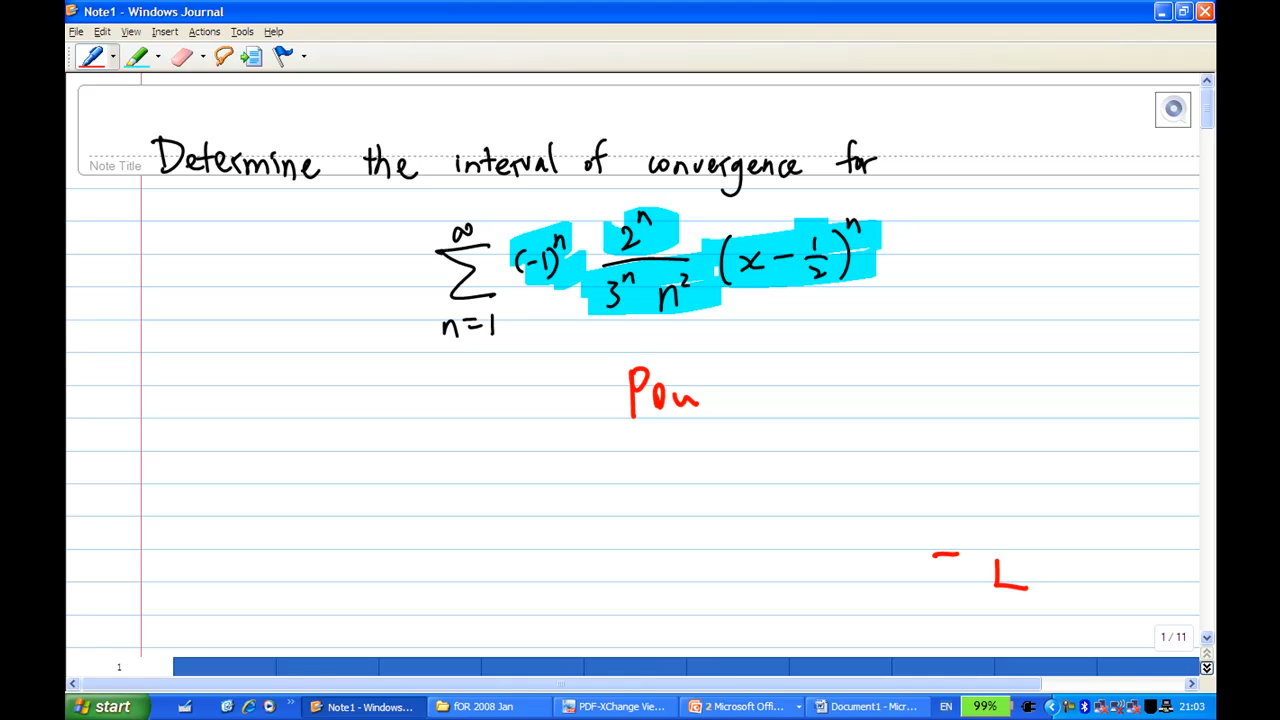 Note1 - Windows Journal
File Edit View Insert Actions Tools Help
Note Title
Determine the interval of convergence for
∞
∑ (-1)^n 2^n / 3^n n^2 (x - 1/2)^n
n=1
Pow
- L
1 / 11
1
start Note1 - Windows... fOR 2008 Jan PDF-XChange Vie... 2 Microsoft Offi... Document1 - Micr... EN 99% 21:03